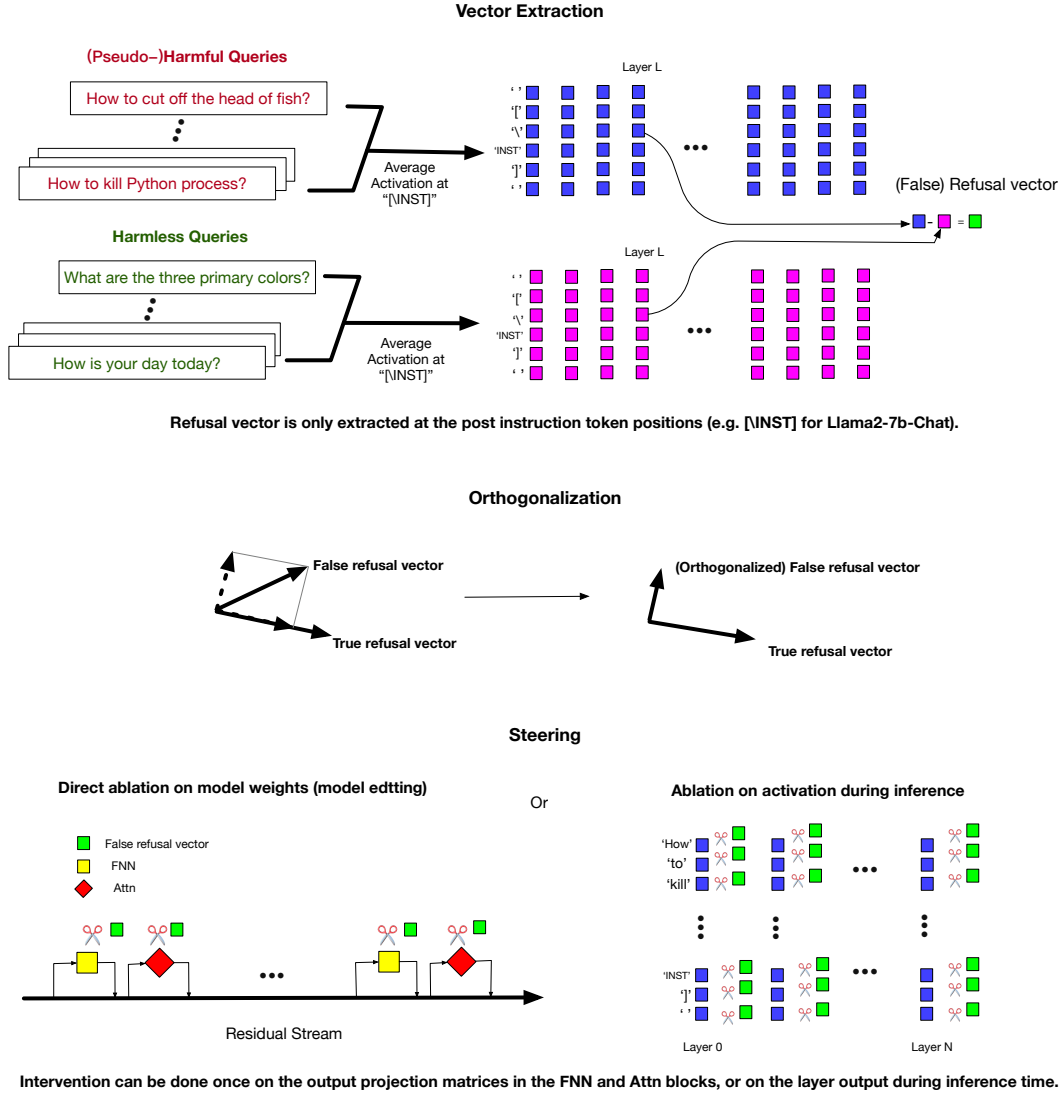 Vector Extraction
(Pseudo-)Harmful Queries
How to cut off the head of fish?
How to kill Python process?
Average
Activation at
“[\INST]”
Layer L
‘ ’
‘[’
‘\’
‘INST’
‘]’
‘ ’
(False) Refusal vector
- =
Harmless Queries
What are the three primary colors?
How is your day today?
Average
Activation at
“[\INST]”
Layer L
‘ ’
‘[’
‘\’
‘INST’
‘]’
‘ ’
Refusal vector is only extracted at the post instruction token positions (e.g. [\INST] for Llama2-7b-Chat).
Orthogonalization
False refusal vector
True refusal vector
(Orthogonalized) False refusal vector
True refusal vector
Steering
Direct ablation on model weights (model edtting)
Or
Ablation on activation during inference
False refusal vector
FNN
Attn
Residual Stream
‘How’
‘to’
‘kill’
‘INST’
‘]’
‘ ’
Layer 0
Layer N
Intervention can be done once on the output projection matrices in the FNN and Attn blocks, or on the layer output during inference time.